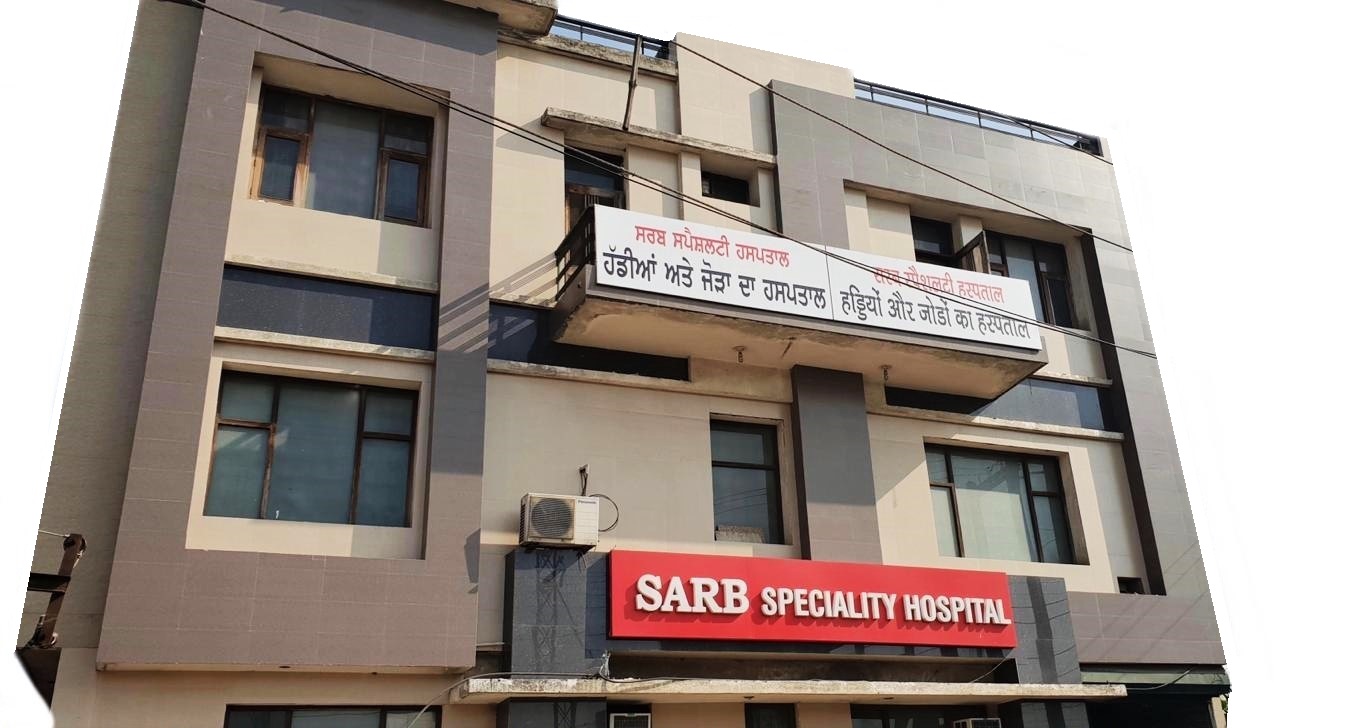 ਸਰਬ ਸਪੈਸ਼ਲਟੀ ਹਸਪਤਾਲ
ਹੱਡੀਆਂ ਅਤੇ ਜੋੜਾ ਦਾ ਹਸਪਤਾਲ
सरब स्पैशलटी हस्पताल
हड्डियों और जोडों का हस्पताल
SARB SPECIALITY HOSPITAL